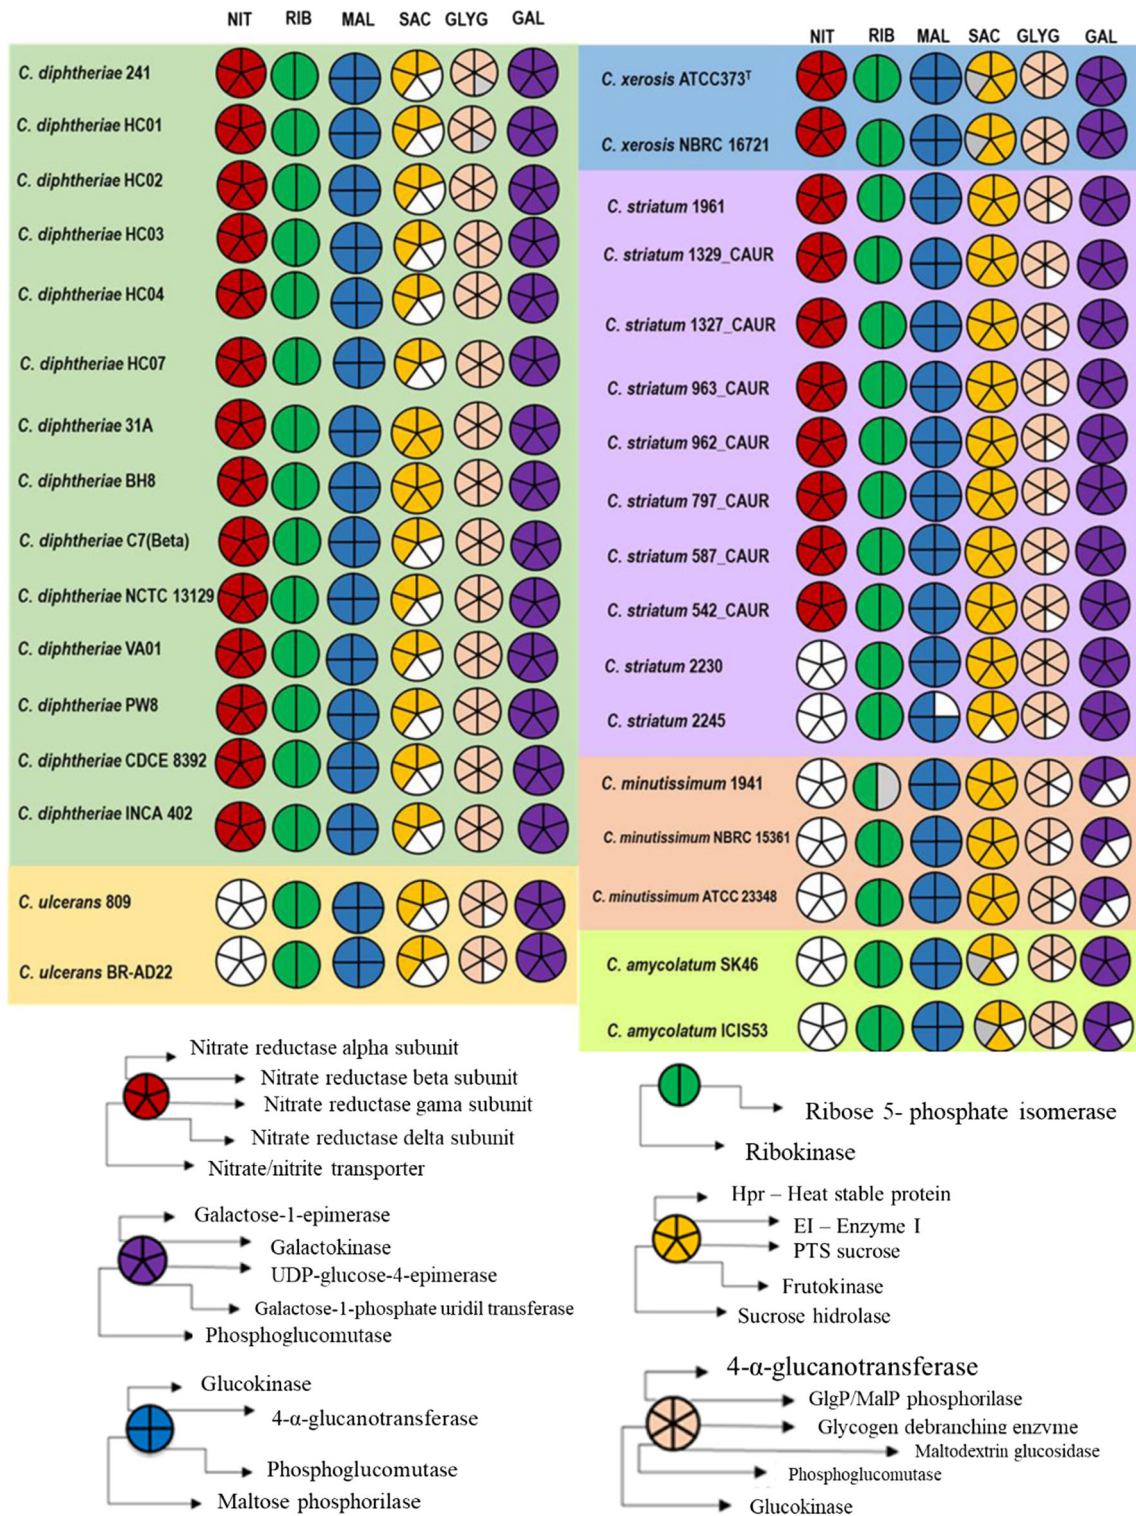 NIT RIB MAL SAC GLYG GAL
C. diphtheriae 241
C. diphtheriae HC01
C. diphtheriae HC02
C. diphtheriae HC03
C. diphtheriae HC04
C. diphtheriae HC07
C. diphtheriae 31A
C. diphtheriae BH8
C. diphtheriae C7(Beta)
C. diphtheriae NCTC 13129
C. diphtheriae VA01
C. diphtheriae PW8
C. diphtheriae CDCE 8392
C. diphtheriae INCA 402
C. ulcerans 809
C. ulcerans BR-AD22
NIT RIB MAL SAC GLYG GAL
C. xerosis ATCC373ᵀ
C. xerosis NBRC 16721
C. striatum 1961
C. striatum 1329_CAUR
C. striatum 1327_CAUR
C. striatum 963_CAUR
C. striatum 962_CAUR
C. striatum 797_CAUR
C. striatum 587_CAUR
C. striatum 542_CAUR
C. striatum 2230
C. striatum 2245
C. minutissimum 1941
C. minutissimum NBRC 15361
C. minutissimum ATCC 23348
C. amycolatum SK46
C. amycolatum ICIS53
Nitrate reductase alpha subunit
Nitrate reductase beta subunit
Nitrate reductase gama subunit
Nitrate reductase delta subunit
Nitrate/nitrite transporter
Ribose 5- phosphate isomerase
Ribokinase
Galactose-1-epimerase
Galactokinase
UDP-glucose-4-epimerase
Galactose-1-phosphate uridil transferase
Phosphoglucomutase
Hpr – Heat stable protein
EI – Enzyme I
PTS sucrose
Frutokinase
Sucrose hidrolase
Glucokinase
4-α-glucanotransferase
Phosphoglucomutase
Maltose phosphorilase
4-α-glucanotransferase
GlgP/MalP phosphorilase
Glycogen debranching enzyme
Maltodextrin glucosidase
Phosphoglucomutase
Glucokinase